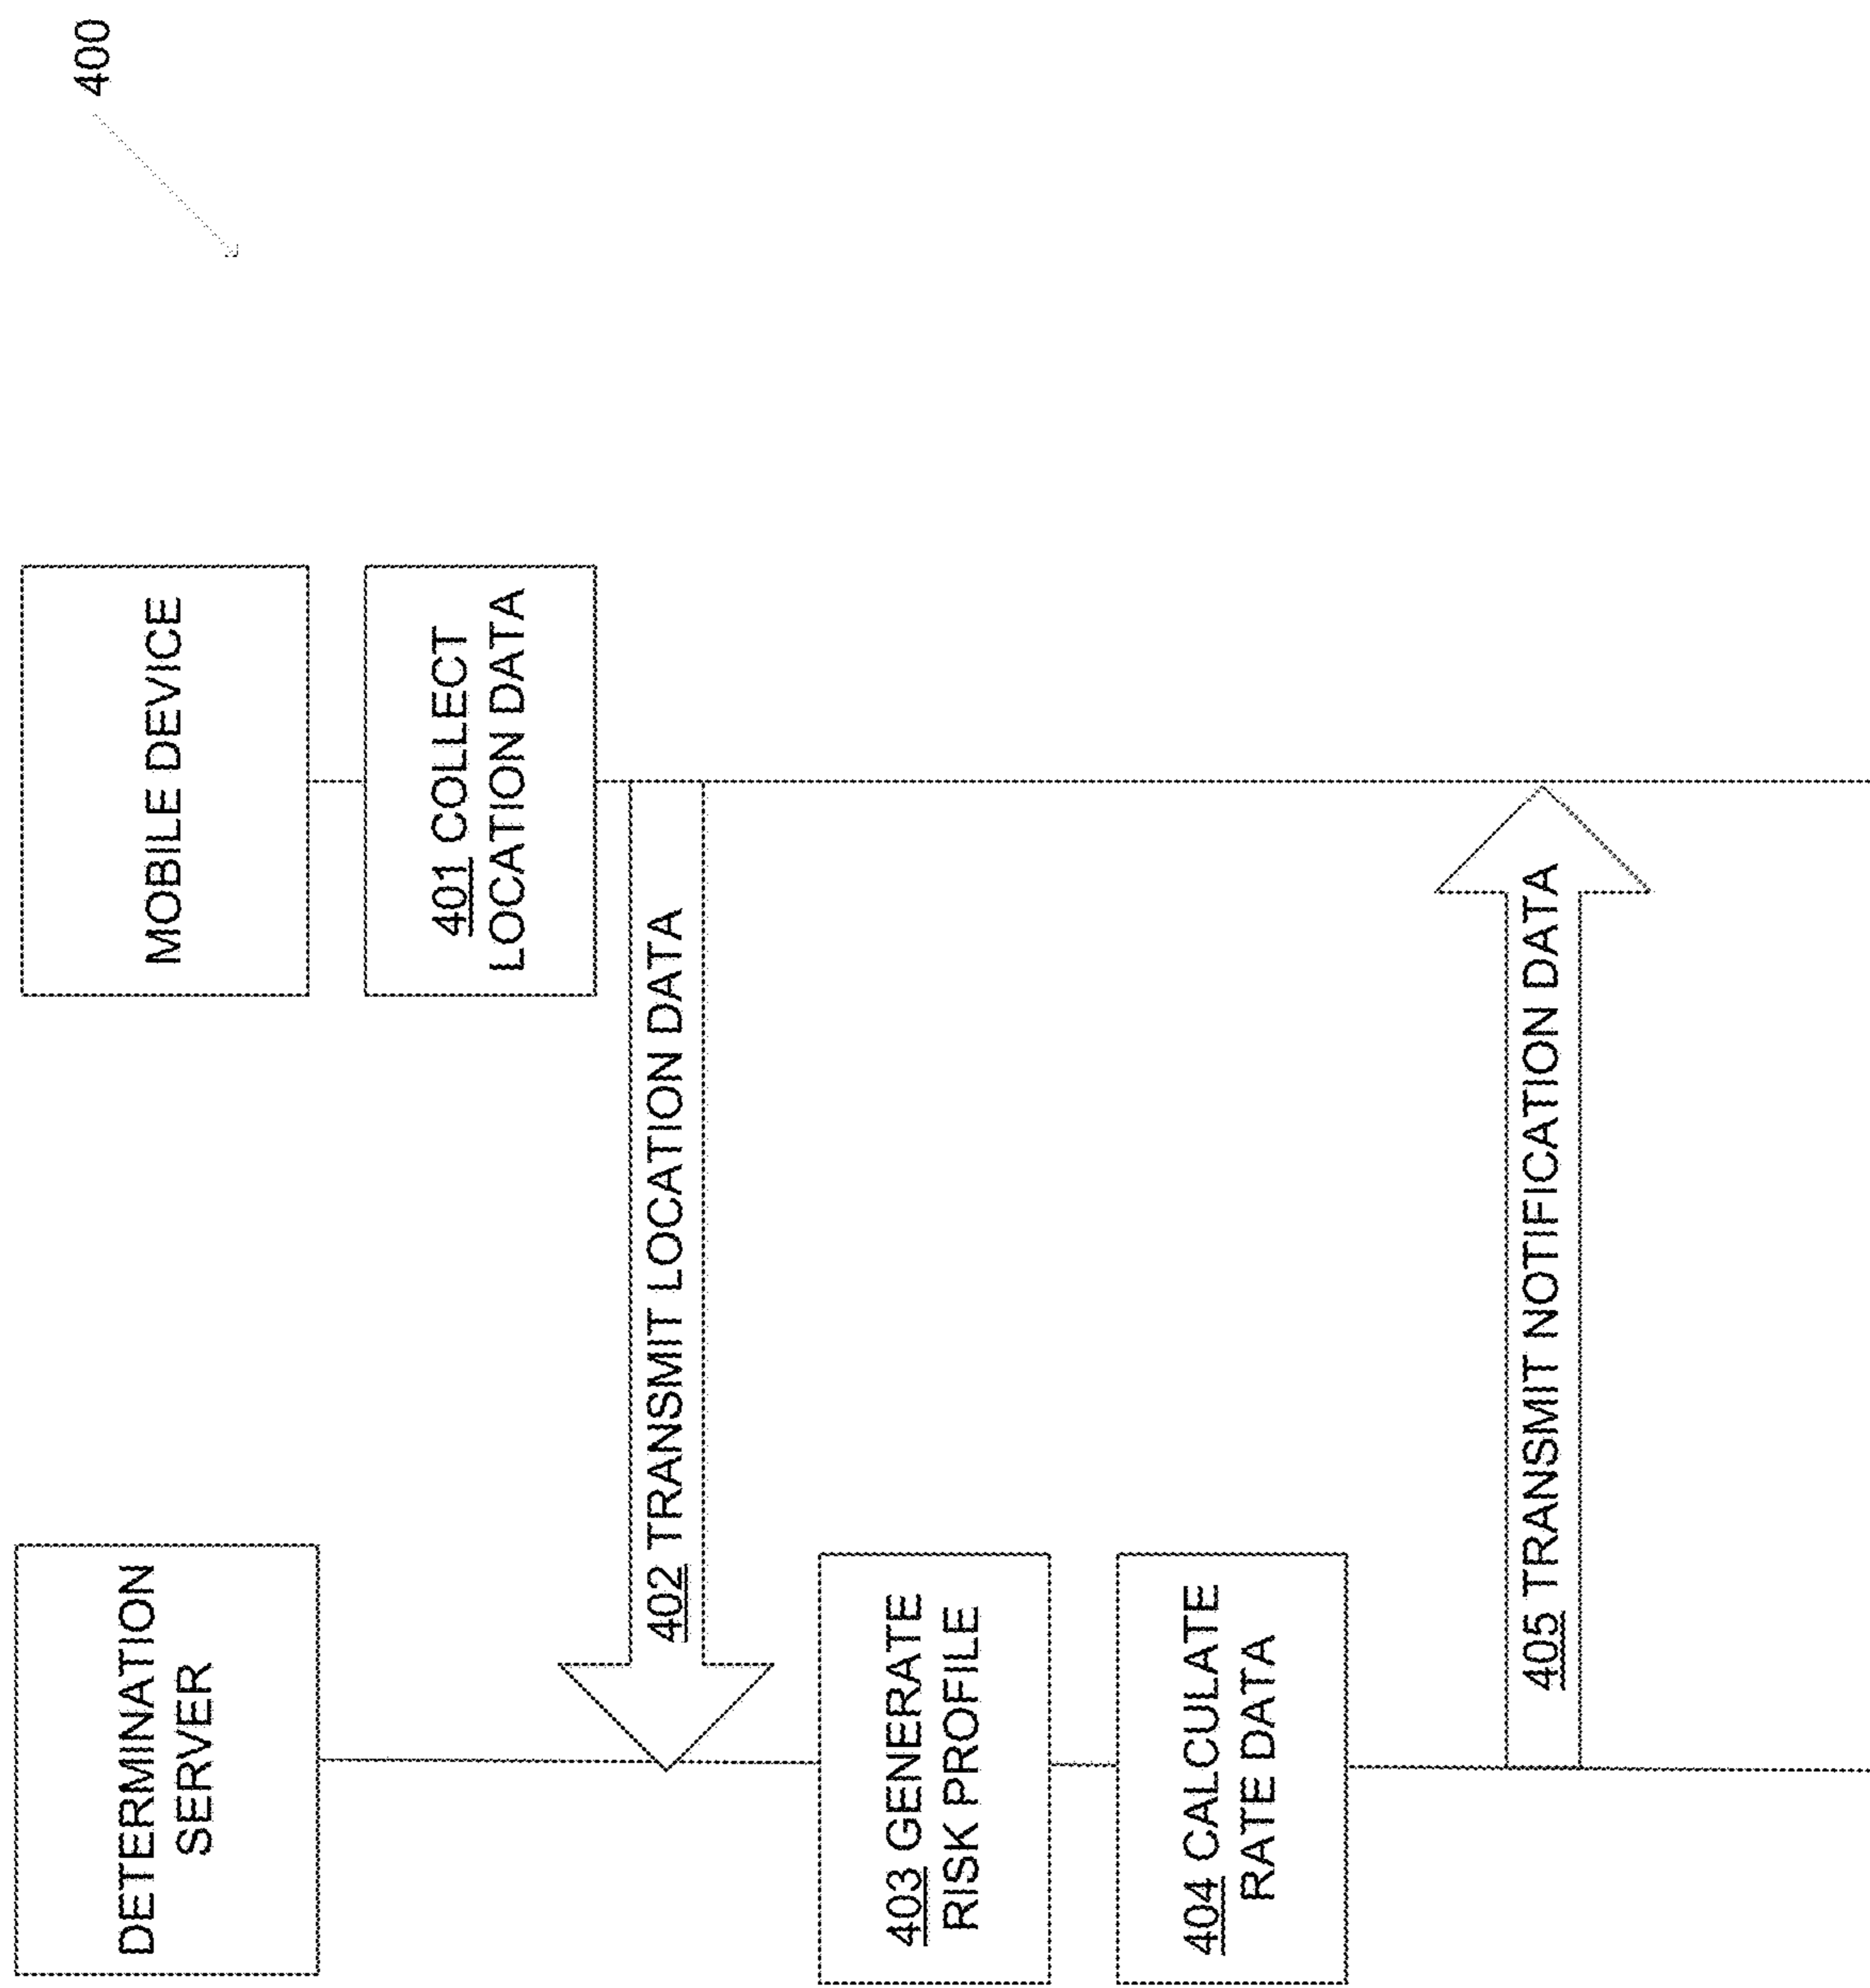 400
DETERMINATION
SERVER
MOBILE DEVICE
401 COLLECT
LOCATION DATA
402 TRANSMIT LOCATION DATA
403 GENERATE
RISK PROFILE
404 CALCULATE
RATE DATA
405 TRANSMIT NOTIFICATION DATA